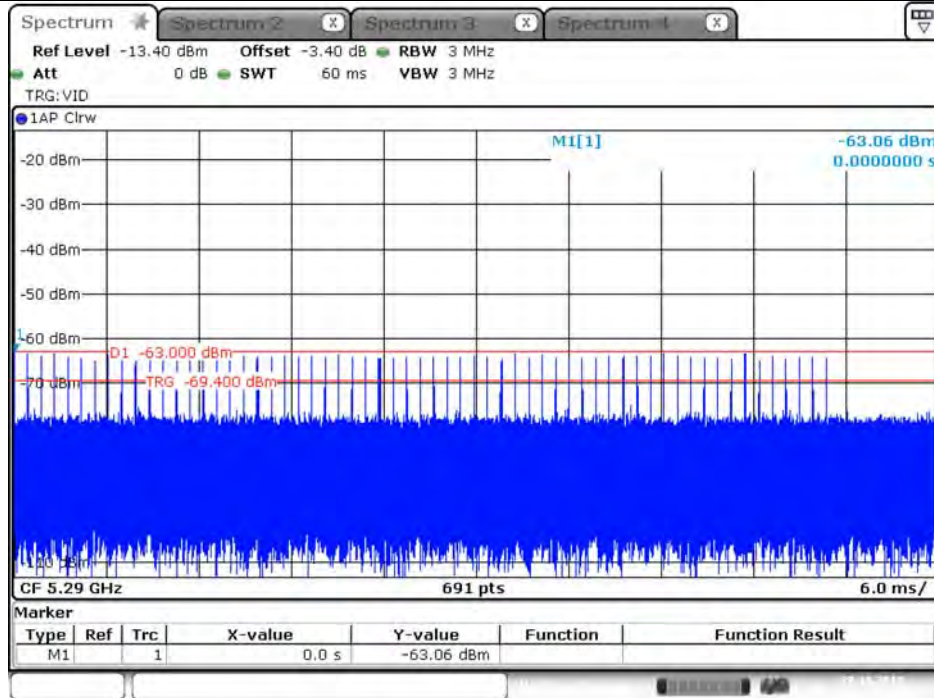 Spectrum Spectrum 2 X Spectrum 3 X Spectrum 4 X
Ref Level -13.40 dBm Offset -3.40 dB RBW 3 MHz
Att 0 dB SWT 60 ms VBW 3 MHz
TRG:VID
1AP Clrw
M1[1] -63.06 dBm
0.0000000 s
-20 dBm
-30 dBm
-40 dBm
-50 dBm
1
-60 dBm
D1 -63.000 dBm
-70 dBm
TRG -69.400 dBm
-110 dBm
CF 5.29 GHz 691 pts 6.0 ms/
Marker
Type Ref Trc X-value Y-value Function Function Result
M1 1 0.0 s -63.06 dBm